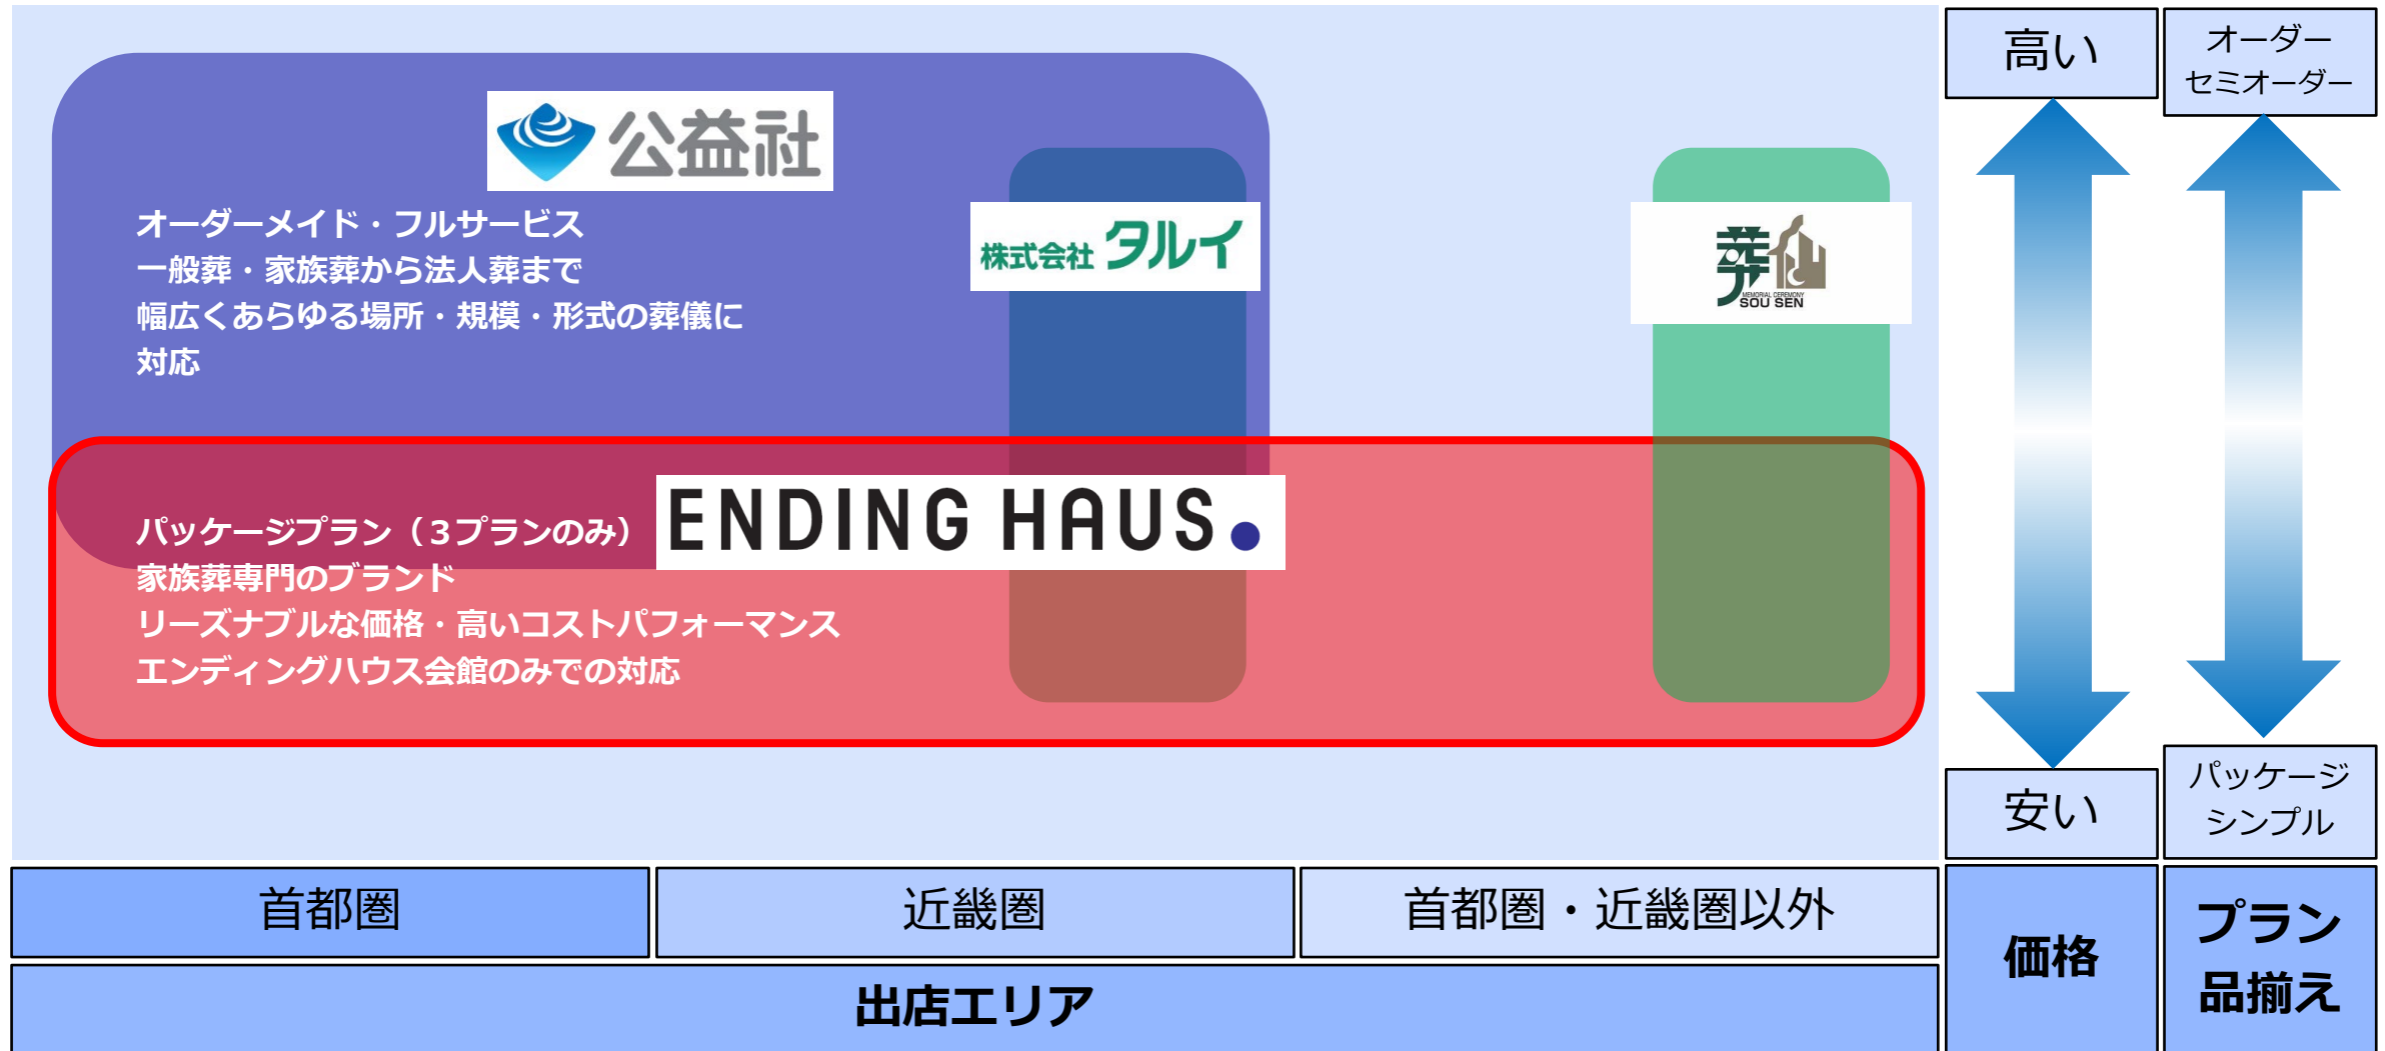 公益社
オーダーメイド・フルサービス
一般葬・家族葬から法人葬まで
幅広くあらゆる場所・規模・形式の葬儀に
対応
株式会社 タルイ
葬仙
MEMORIAL CEREMONY
SOU SEN
パッケージプラン（３プランのみ）
ENDING HAUS.
家族葬専門のブランド
リーズナブルな価格・高いコストパフォーマンス
エンディングハウス会館のみでの対応
高い
オーダー
セミオーダー
安い
パッケージ
シンプル
首都圏
近畿圏
首都圏・近畿圏以外
出店エリア
価格
プラン
品揃え